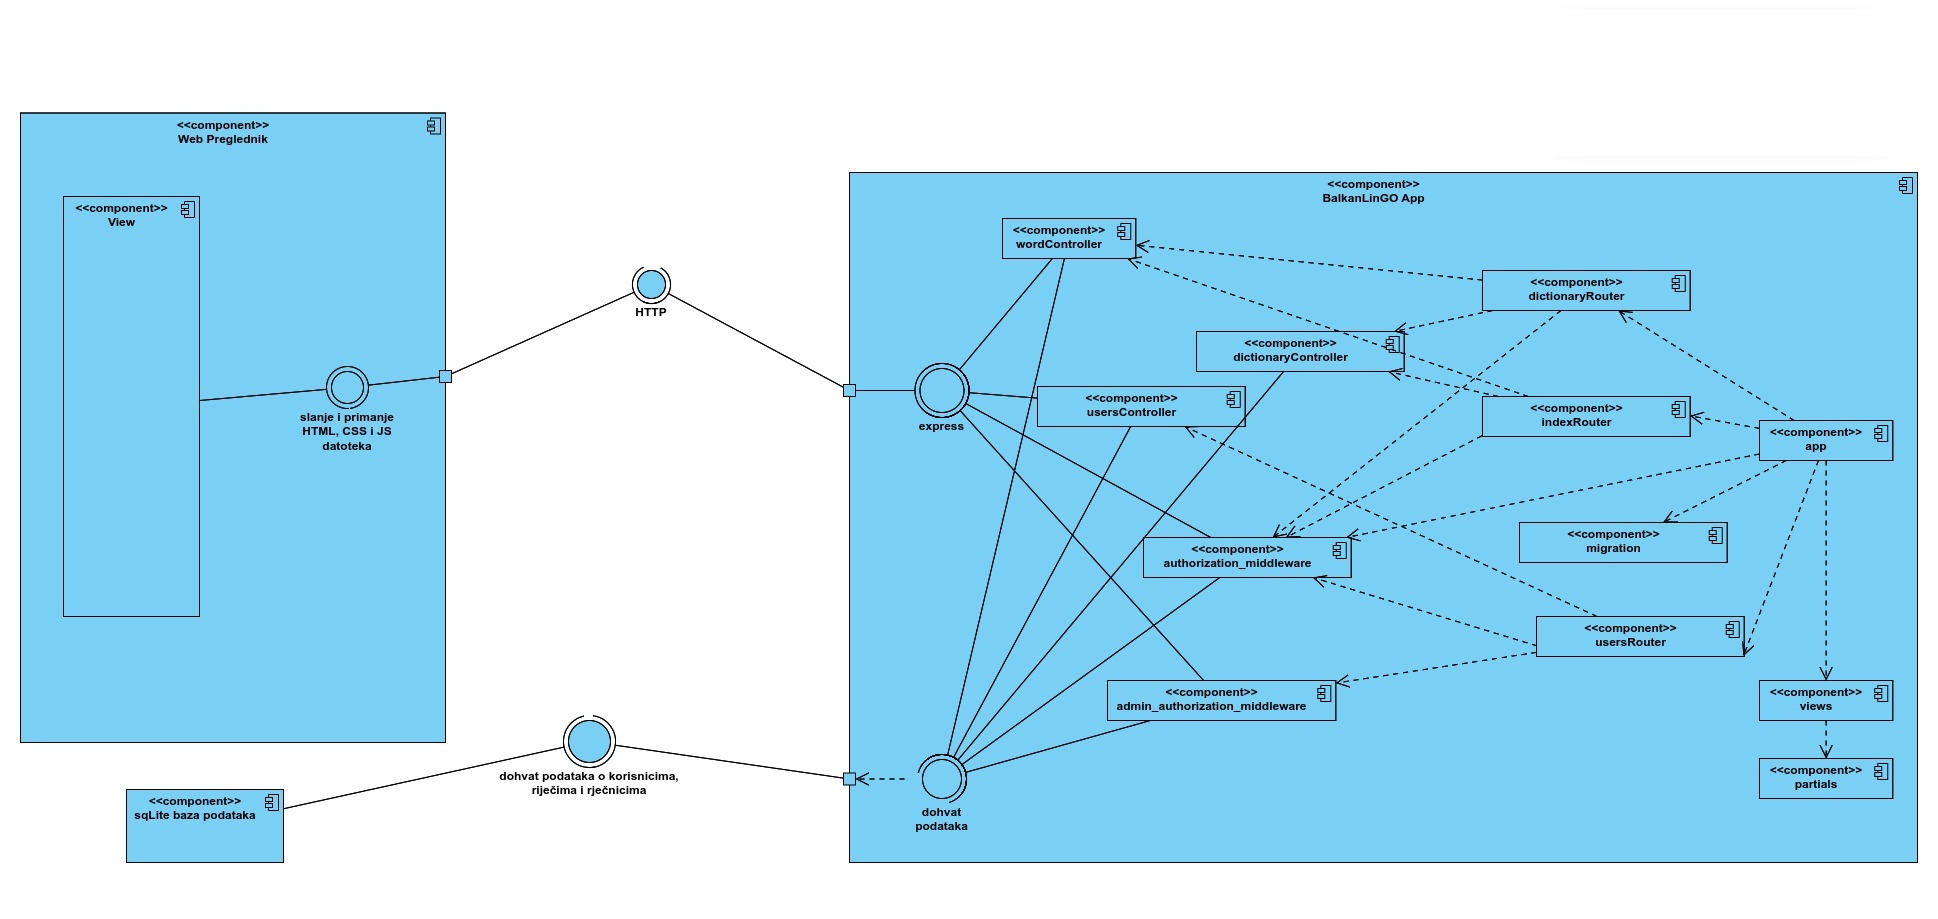 <<component>>
Web Preglednik
<<component>>
View
slanje i primanje
HTML, CSS i JS
datoteka
HTTP
<<component>>
sqLite baza podataka
dohvat podataka o korisnicima,
riječima i rječnicima
<<component>>
BalkanLinGO App
<<component>>
wordController
<<component>>
dictionaryRouter
<<component>>
dictionaryController
<<component>>
usersController
express
<<component>>
indexRouter
<<component>>
app
<<component>>
migration
<<component>>
authorization_middleware
<<component>>
usersRouter
<<component>>
admin_authorization_middleware
<<component>>
views
<<component>>
partials
dohvat
podataka